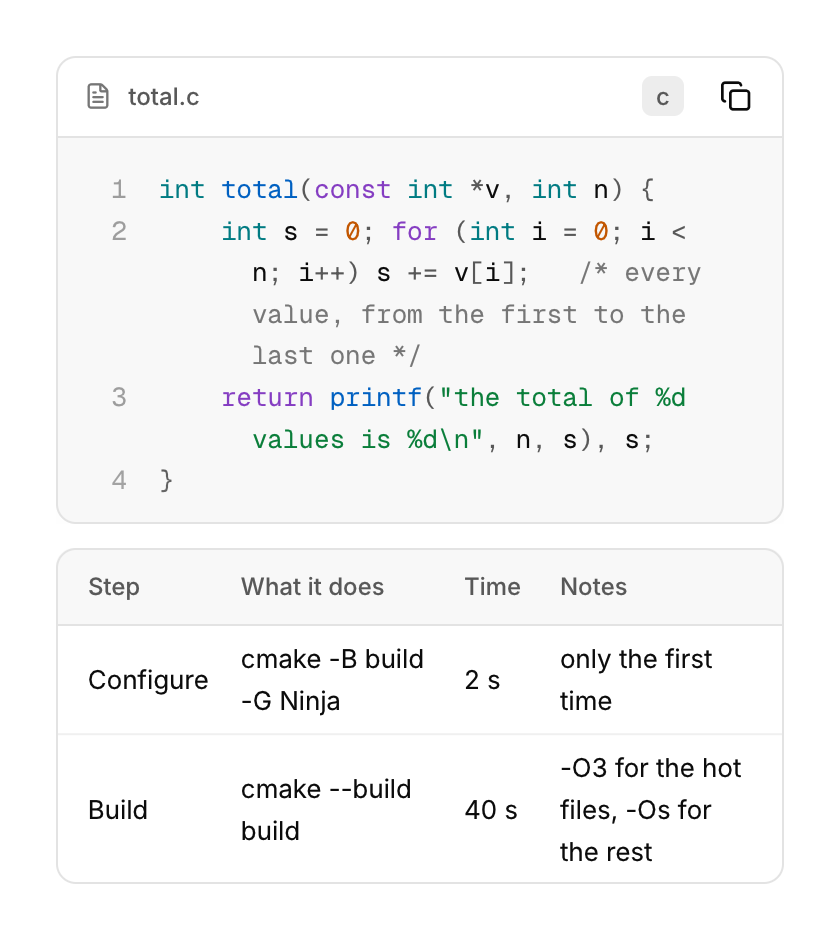 total.c
c
1 int total(const int *v, int n) {
2     int s = 0; for (int i = 0; i <
n; i++) s += v[i];   /* every
value, from the first to the
last one */
3     return printf("the total of %d
values is %d\n", n, s), s;
4 }
Step What it does Time Notes
Configure cmake -B build -G Ninja 2 s only the first time
Build cmake --build build 40 s -O3 for the hot files, -Os for the rest